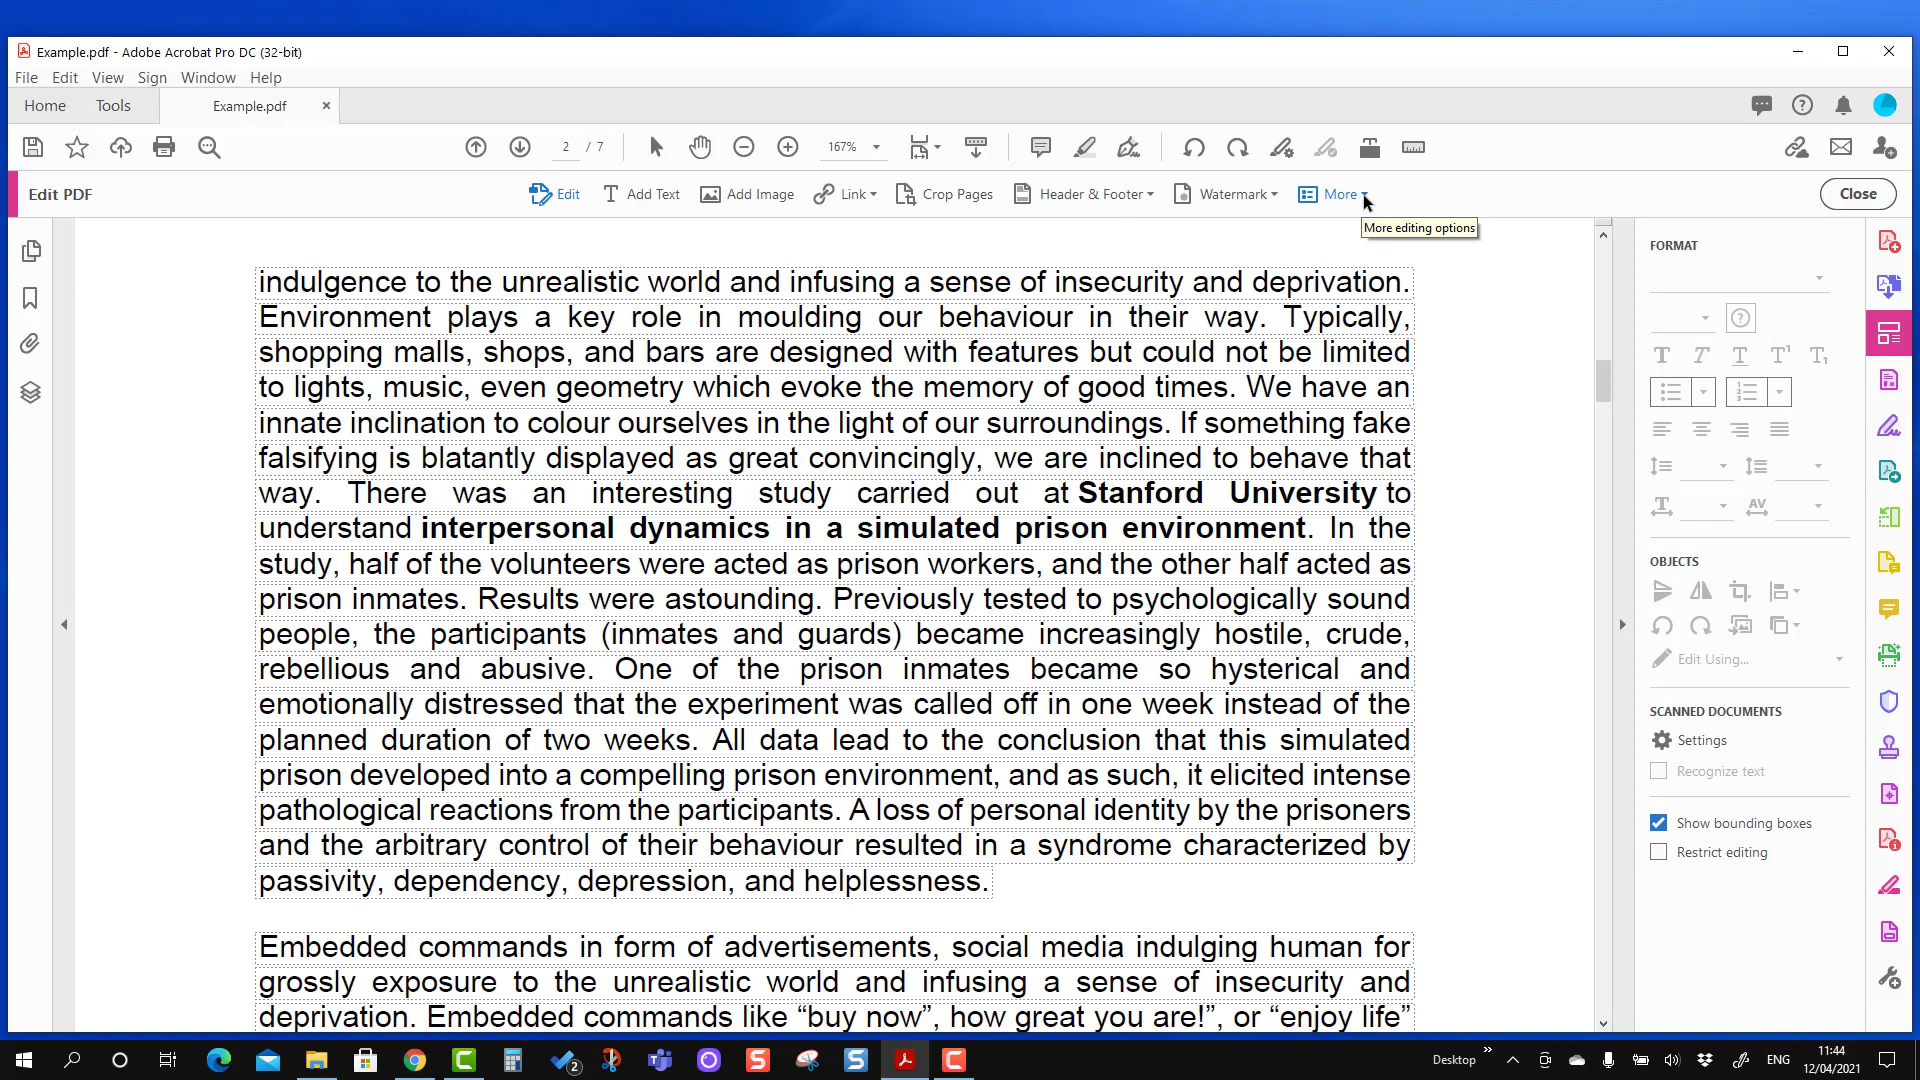 Example.pdf - Adobe Acrobat Pro DC (32-bit)
File Edit View Sign Window Help
Home Tools Example.pdf
2 / 7 167%
Edit PDF Edit Add Text Add Image Link Crop Pages Header & Footer Watermark More Close
More editing options
indulgence to the unrealistic world and infusing a sense of insecurity and deprivation.
Environment plays a key role in moulding our behaviour in their way. Typically,
shopping malls, shops, and bars are designed with features but could not be limited
to lights, music, even geometry which evoke the memory of good times. We have an
innate inclination to colour ourselves in the light of our surroundings. If something fake
falsifying is blatantly displayed as great convincingly, we are inclined to behave that
way. There was an interesting study carried out at Stanford University to
understand interpersonal dynamics in a simulated prison environment. In the
study, half of the volunteers were acted as prison workers, and the other half acted as
prison inmates. Results were astounding. Previously tested to psychologically sound
people, the participants (inmates and guards) became increasingly hostile, crude,
rebellious and abusive. One of the prison inmates became so hysterical and
emotionally distressed that the experiment was called off in one week instead of the
planned duration of two weeks. All data lead to the conclusion that this simulated
prison developed into a compelling prison environment, and as such, it elicited intense
pathological reactions from the participants. A loss of personal identity by the prisoners
and the arbitrary control of their behaviour resulted in a syndrome characterized by
passivity, dependency, depression, and helplessness.
Embedded commands in form of advertisements, social media indulging human for
grossly exposure to the unrealistic world and infusing a sense of insecurity and
deprivation. Embedded commands like “buy now”, how great you are!”, or “enjoy life”
FORMAT
OBJECTS
Edit Using...
SCANNED DOCUMENTS
Settings
Recognize text
Show bounding boxes
Restrict editing
2
Desktop
ENG
11:44
12/04/2021